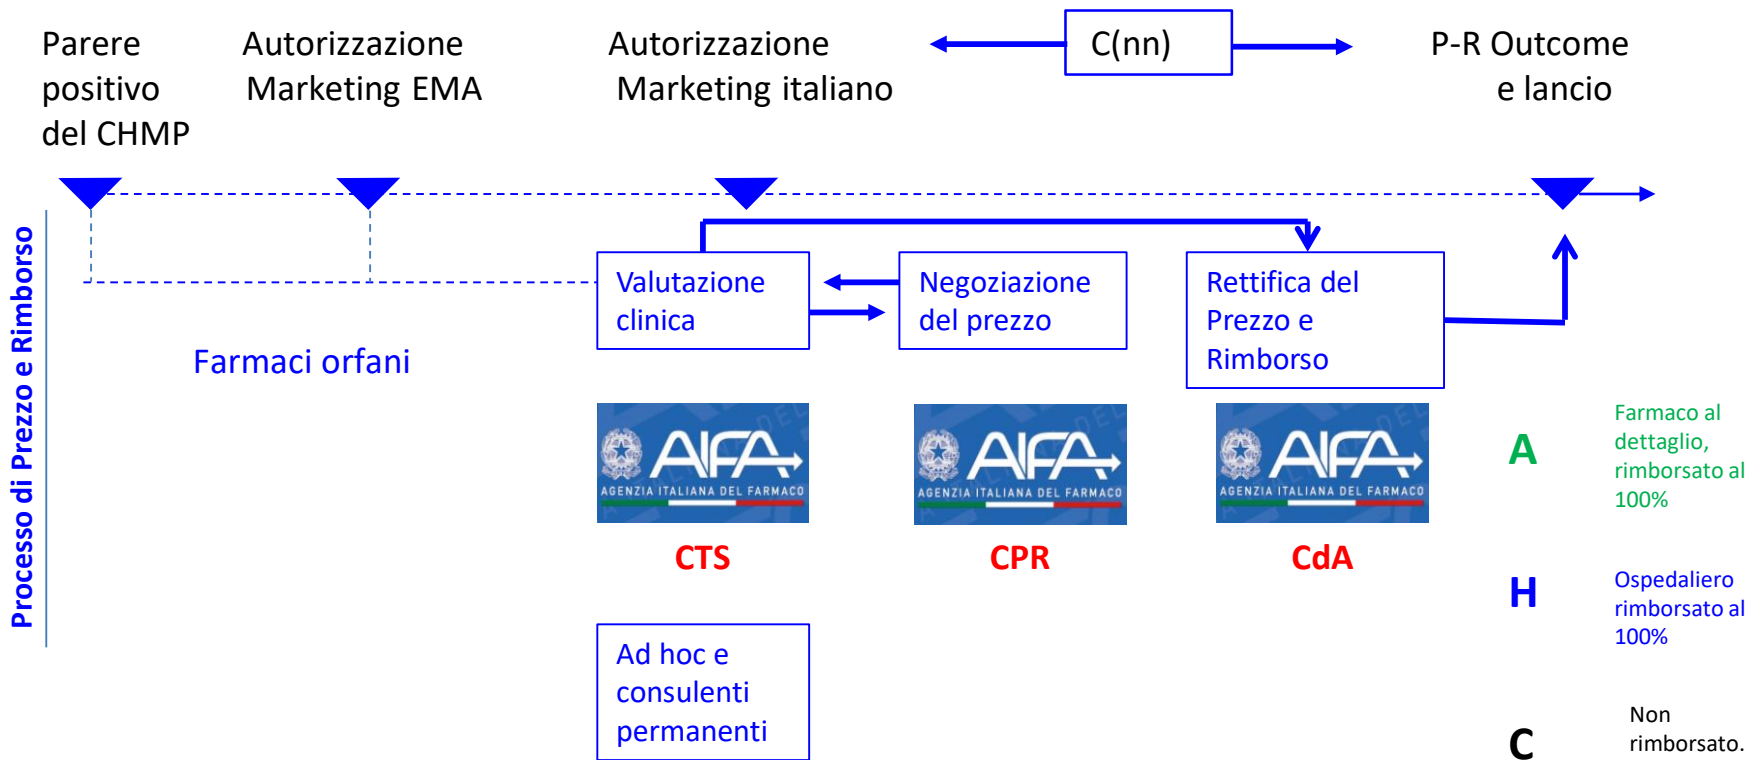 Parere
positivo
del CHMP
Autorizzazione
Marketing EMA
Autorizzazione
Marketing italiano
C(nn)
P-R Outcome
e lancio
Processo di Prezzo e Rimborso
Farmaci orfani
Valutazione
clinica
Negoziazione
del prezzo
Rettifica del
Prezzo e
Rimborso
AIFA
AGENZIA ITALIANA DEL FARMACO
AIFA
AGENZIA ITALIANA DEL FARMACO
AIFA
AGENZIA ITALIANA DEL FARMACO
CTS
CPR
CdA
Ad hoc e
consulenti
permanenti
A
Farmaco al
dettaglio,
rimborsato al
100%
H
Ospedaliero
rimborsato al
100%
C
Non
rimborsato.